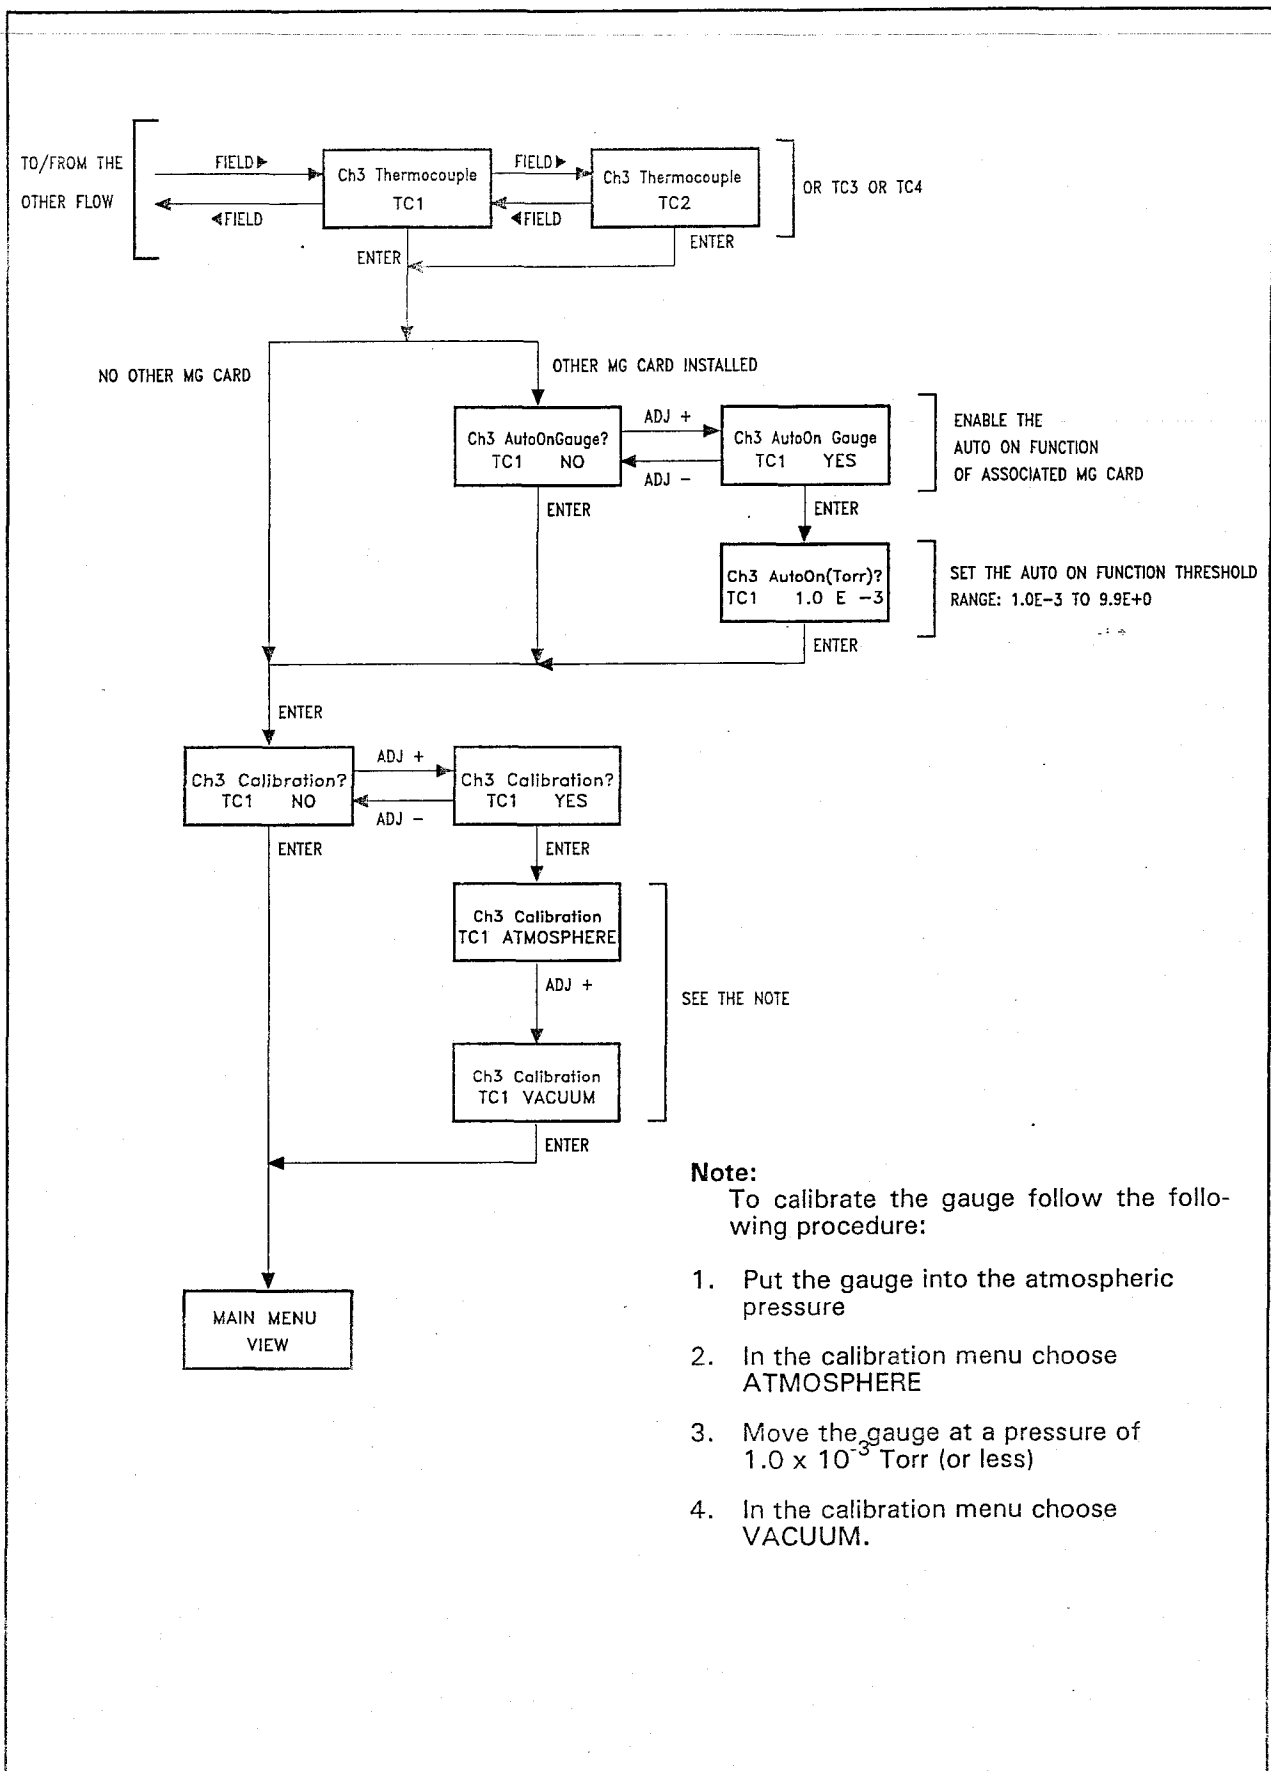 TO/FROM THE
OTHER FLOW
FIELD▶
◀FIELD
Ch3 Thermocouple
TC1
FIELD▶
◀FIELD
Ch3 Thermocouple
TC2
OR TC3 OR TC4
ENTER
ENTER
NO OTHER MG CARD
OTHER MG CARD INSTALLED
Ch3 AutoOnGauge?
TC1 NO
ADJ +
ADJ -
Ch3 AutoOn Gauge
TC1 YES
ENABLE THE
AUTO ON FUNCTION
OF ASSOCIATED MG CARD
ENTER
ENTER
Ch3 AutoOn(Torr)?
TC1 1.0 E -3
SET THE AUTO ON FUNCTION THRESHOLD
RANGE: 1.0E-3 TO 9.9E+0
ENTER
ENTER
Ch3 Calibration?
TC1 NO
ADJ +
ADJ -
Ch3 Calibration?
TC1 YES
ENTER
ENTER
Ch3 Calibration
TC1 ATMOSPHERE
ADJ +
SEE THE NOTE
Ch3 Calibration
TC1 VACUUM
ENTER
MAIN MENU
VIEW
Note:
To calibrate the gauge follow the follo-
wing procedure:
1. Put the gauge into the atmospheric
pressure
2. In the calibration menu choose
ATMOSPHERE
3. Move the gauge at a pressure of
1.0 x 10⁻³ Torr (or less)
4. In the calibration menu choose
VACUUM.